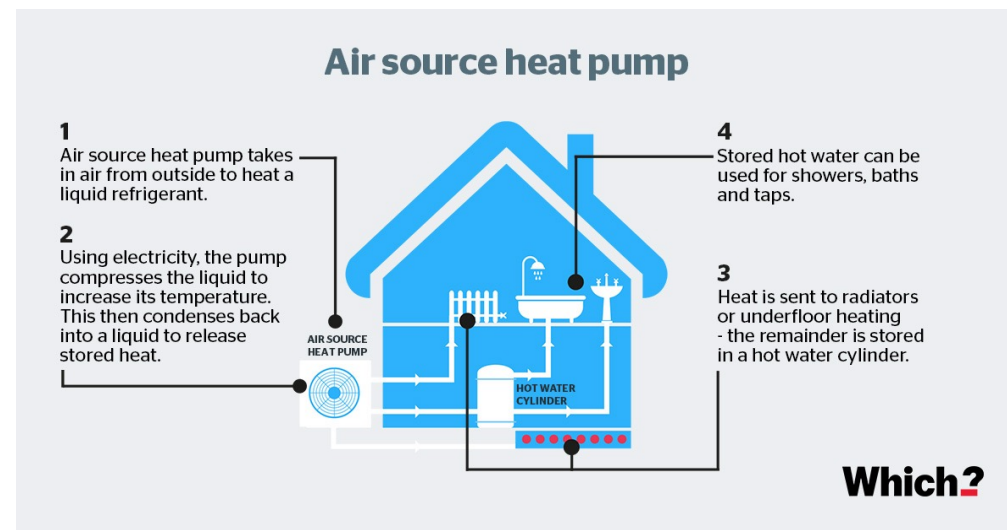 Air source heat pump
1
Air source heat pump takes
in air from outside to heat a
liquid refrigerant.
2
Using electricity, the pump
compresses the liquid to
increase its temperature.
This then condenses back
into a liquid to release
stored heat.
AIR SOURCE
HEAT PUMP
HOT WATER
CYLINDER
4
Stored hot water can be
used for showers, baths
and taps.
3
Heat is sent to radiators
or underfloor heating
- the remainder is stored
in a hot water cylinder.
Which?